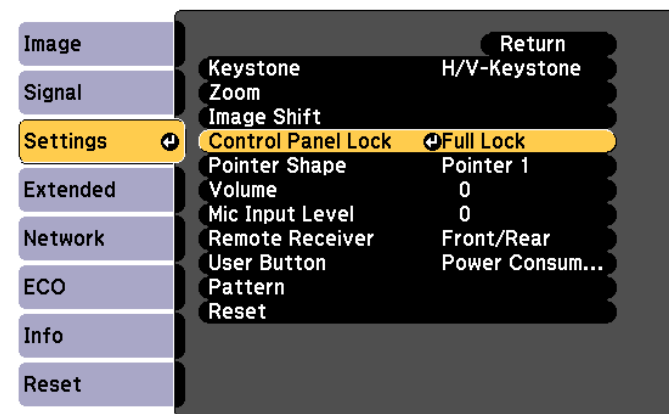 Image
Signal
Settings
Extended
Network
ECO
Info
Reset
Return
Keystone H/V-Keystone
Zoom
Image Shift
Control Panel Lock Full Lock
Pointer Shape Pointer 1
Volume 0
Mic Input Level 0
Remote Receiver Front/Rear
User Button Power Consum...
Pattern
Reset